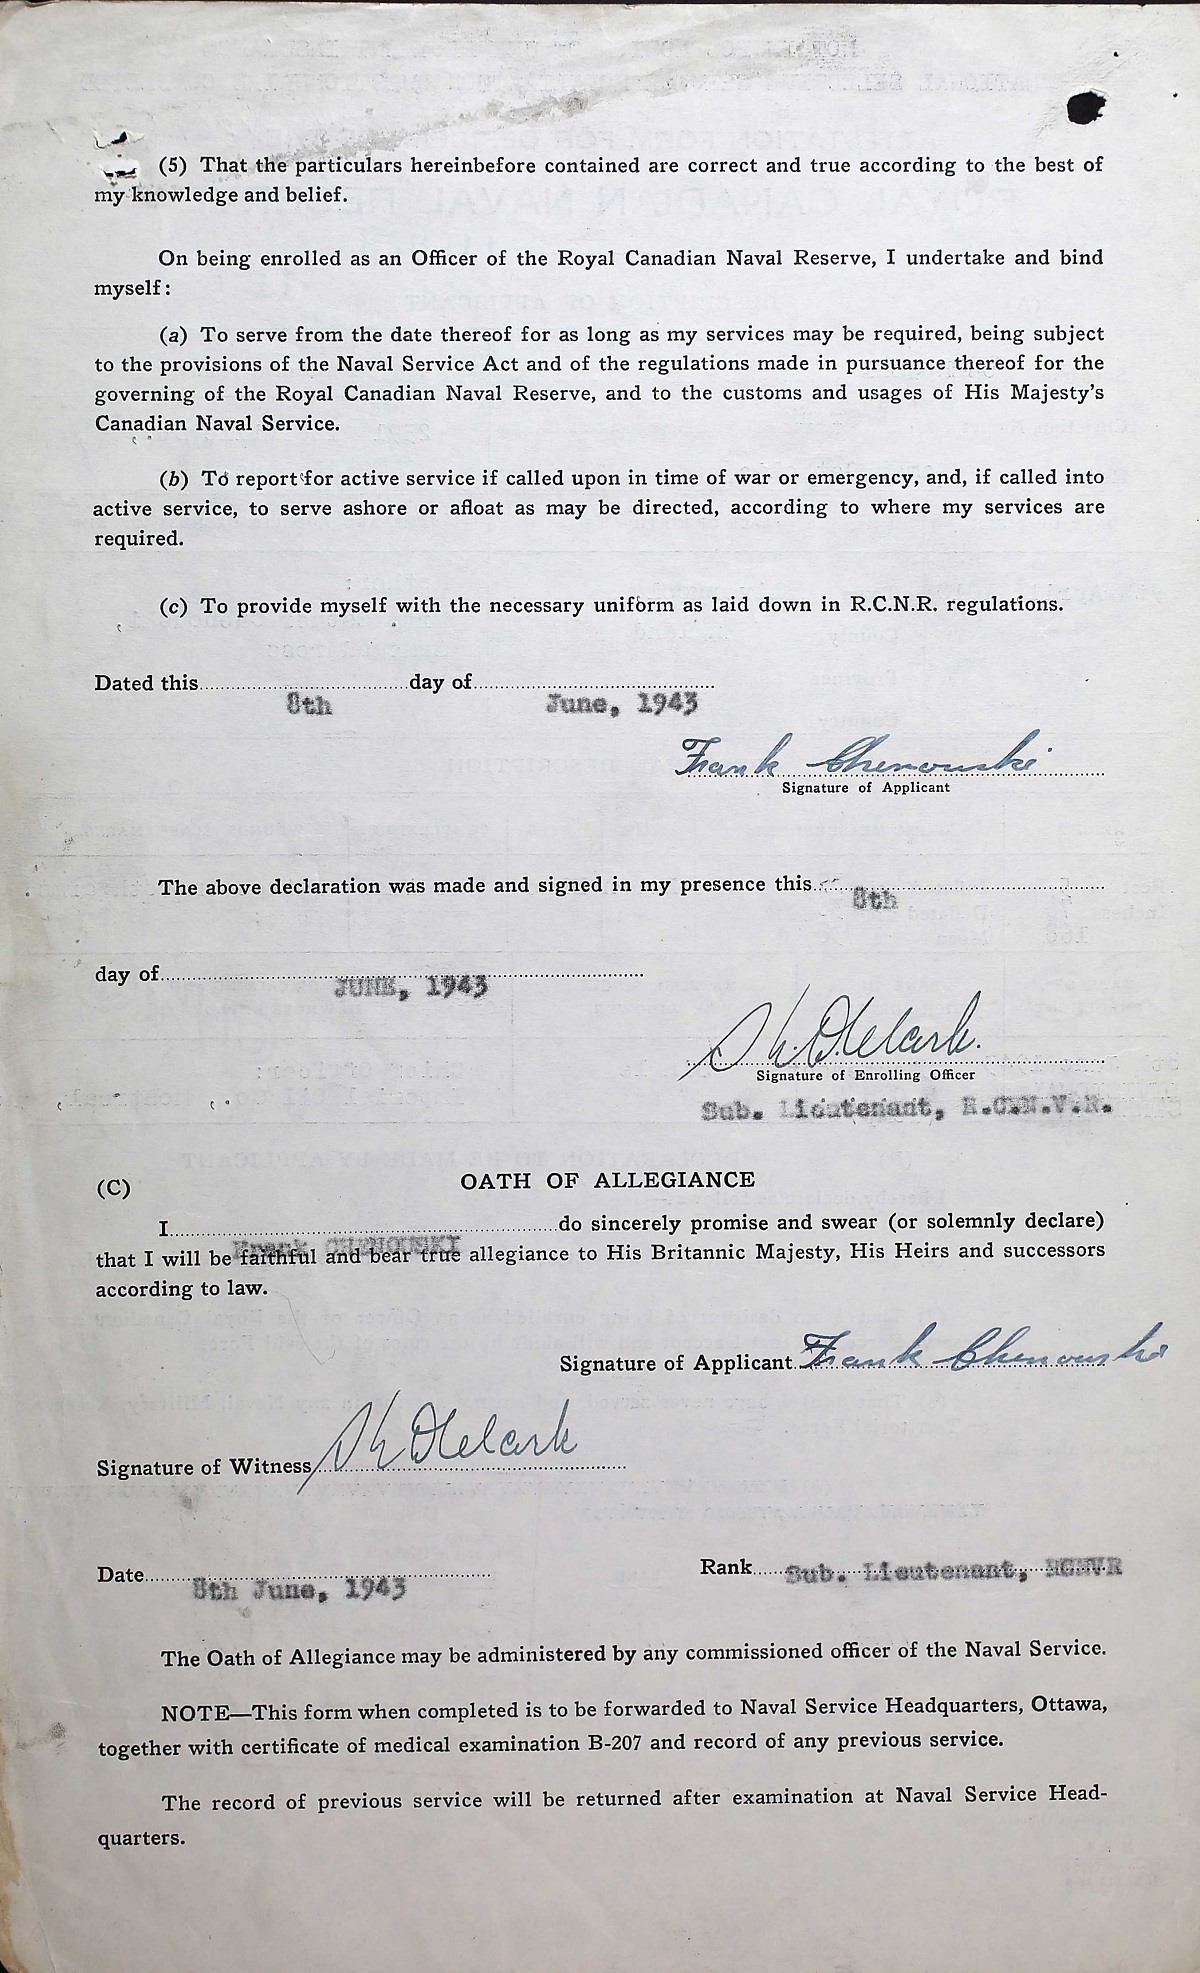 (5) That the particulars hereinbefore contained are correct and true according to the best of
my knowledge and belief.
On being enrolled as an Officer of the Royal Canadian Naval Reserve, I undertake and bind
myself:
(a) To serve from the date thereof for as long as my services may be required, being subject
to the provisions of the Naval Service Act and of the regulations made in pursuance thereof for the
governing of the Royal Canadian Naval Reserve, and to the customs and usages of His Majesty's
Canadian Naval Service.
(b) To report for active service if called upon in time of war or emergency, and, if called into
active service, to serve ashore or afloat as may be directed, according to where my services are
required.
(c) To provide myself with the necessary uniform as laid down in R.C.N.R. regulations.
Dated this 8th day of June, 1943
Frank Chenowski
Signature of Applicant
The above declaration was made and signed in my presence this 8th
day of JUNE, 1943
Signature of Enrolling Officer
Sub. Lieutenant, R.C.N.V.R.
(C) OATH OF ALLEGIANCE
I Frank CHENOWSKI do sincerely promise and swear (or solemnly declare)
that I will be faithful and bear true allegiance to His Britannic Majesty, His Heirs and successors
according to law.
Signature of Applicant Frank Chenowski
Signature of Witness
Date 8th June, 1943 Rank Sub. Lieutenant, RCNVR
The Oath of Allegiance may be administered by any commissioned officer of the Naval Service.
NOTE—This form when completed is to be forwarded to Naval Service Headquarters, Ottawa,
together with certificate of medical examination B-207 and record of any previous service.
The record of previous service will be returned after examination at Naval Service Head-
quarters.